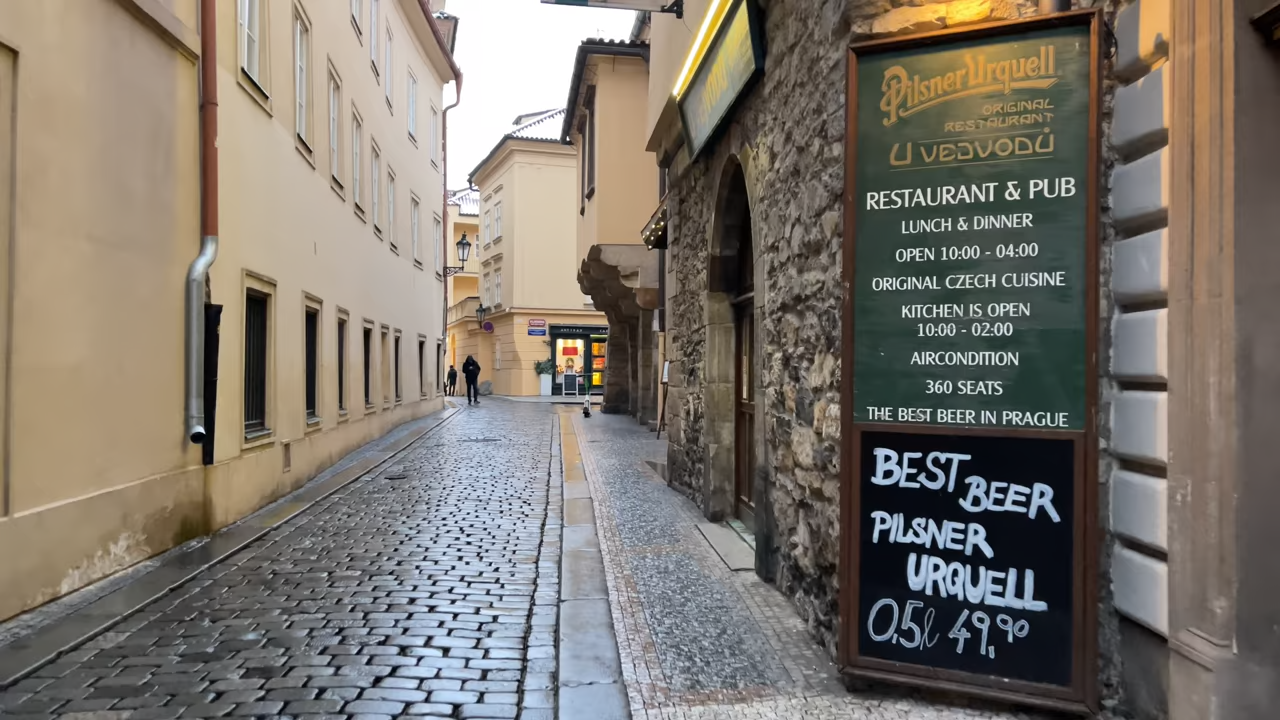 Pilsner Urquell
ORIGINAL
RESTAURANT
U VEJVODŮ
RESTAURANT & PUB
LUNCH & DINNER
OPEN 10:00 - 04:00
ORIGINAL CZECH CUISINE
KITCHEN IS OPEN
10:00 - 02:00
AIRCONDITION
360 SEATS
THE BEST BEER IN PRAGUE
BEST BEER
PILSNER
URQUELL
0,5l 49,90